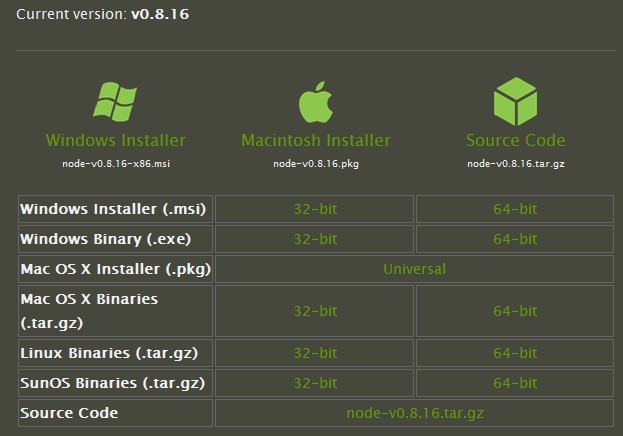 Current version: v0.8.16
Windows Installer Macintosh Installer Source Code
node-v0.8.16-x86.msi node-v0.8.16.pkg node-v0.8.16.tar.gz
Windows Installer (.msi) 32-bit 64-bit
Windows Binary (.exe) 32-bit 64-bit
Mac OS X Installer (.pkg) Universal
Mac OS X Binaries
(.tar.gz) 32-bit 64-bit
Linux Binaries (.tar.gz) 32-bit 64-bit
SunOS Binaries (.tar.gz) 32-bit 64-bit
Source Code node-v0.8.16.tar.gz